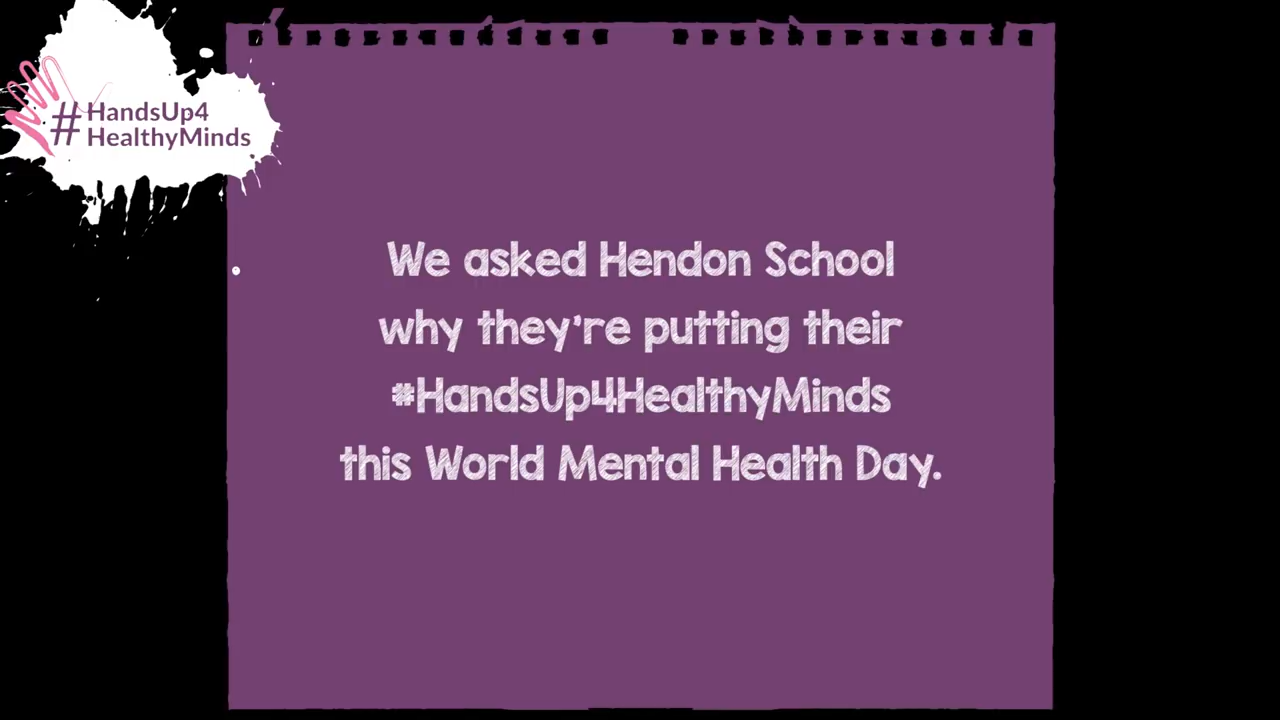 #HandsUp4
HealthyMinds
We asked Hendon School
why they're putting their
#HandsUp4HealthyMinds
this World Mental Health Day.